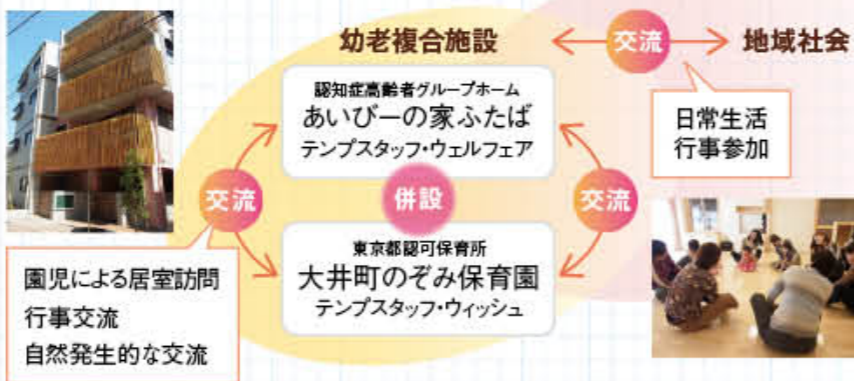 幼老複合施設
交流
地域社会
認知症高齢者グループホーム
あいびーの家ふたば
テンプスタッフ・ウェルフェア
日常生活
行事参加
交流
併設
交流
東京都認可保育所
大井町のぞみ保育園
テンプスタッフ・ウィッシュ
園児による居室訪問
行事交流
自然発生的な交流